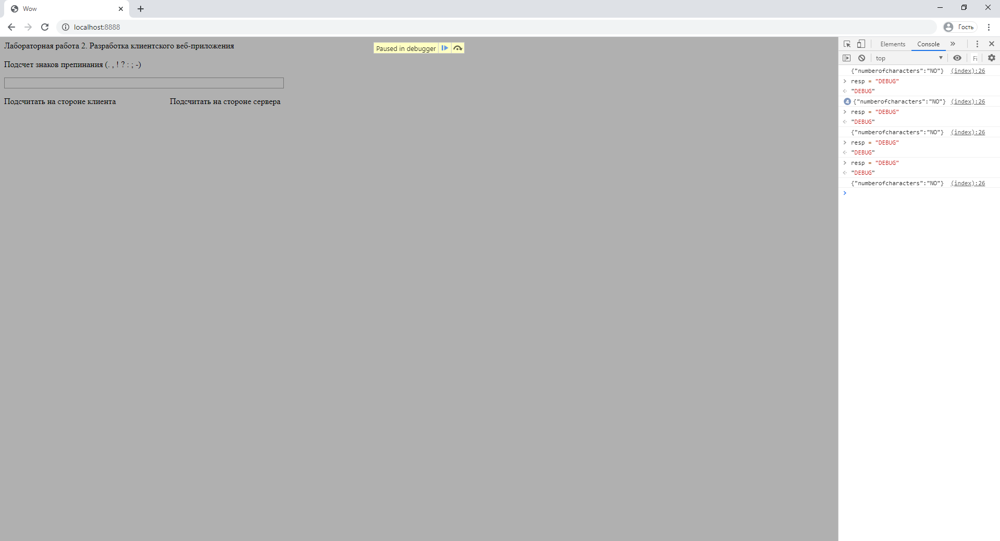 Wow
localhost:8888
Гость
Лабораторная работа 2. Разработка клиентского веб-приложения
Paused in debugger
Подсчет знаков препинания (. , ! ? : ; -)
Подсчитать на стороне клиента
Подсчитать на стороне сервера
Elements
Console
top
Fi
{"numberofcharacters":"NO"} (index):26
resp = "DEBUG"
"DEBUG"
4 {"numberofcharacters":"NO"} (index):26
resp = "DEBUG"
"DEBUG"
{"numberofcharacters":"NO"} (index):26
resp = "DEBUG"
"DEBUG"
resp = "DEBUG"
"DEBUG"
{"numberofcharacters":"NO"} (index):26